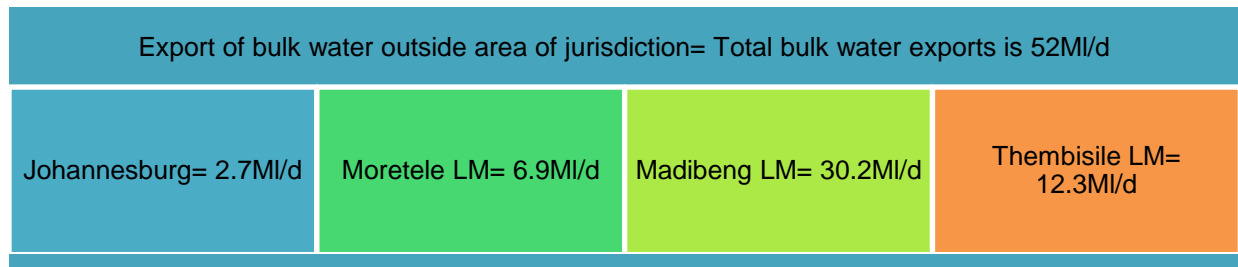 Export of bulk water outside area of jurisdiction= Total bulk water exports is 52Ml/d
Johannesburg= 2.7Ml/d
Moretele LM= 6.9Ml/d
Madibeng LM= 30.2Ml/d
Thembisile LM=
12.3Ml/d